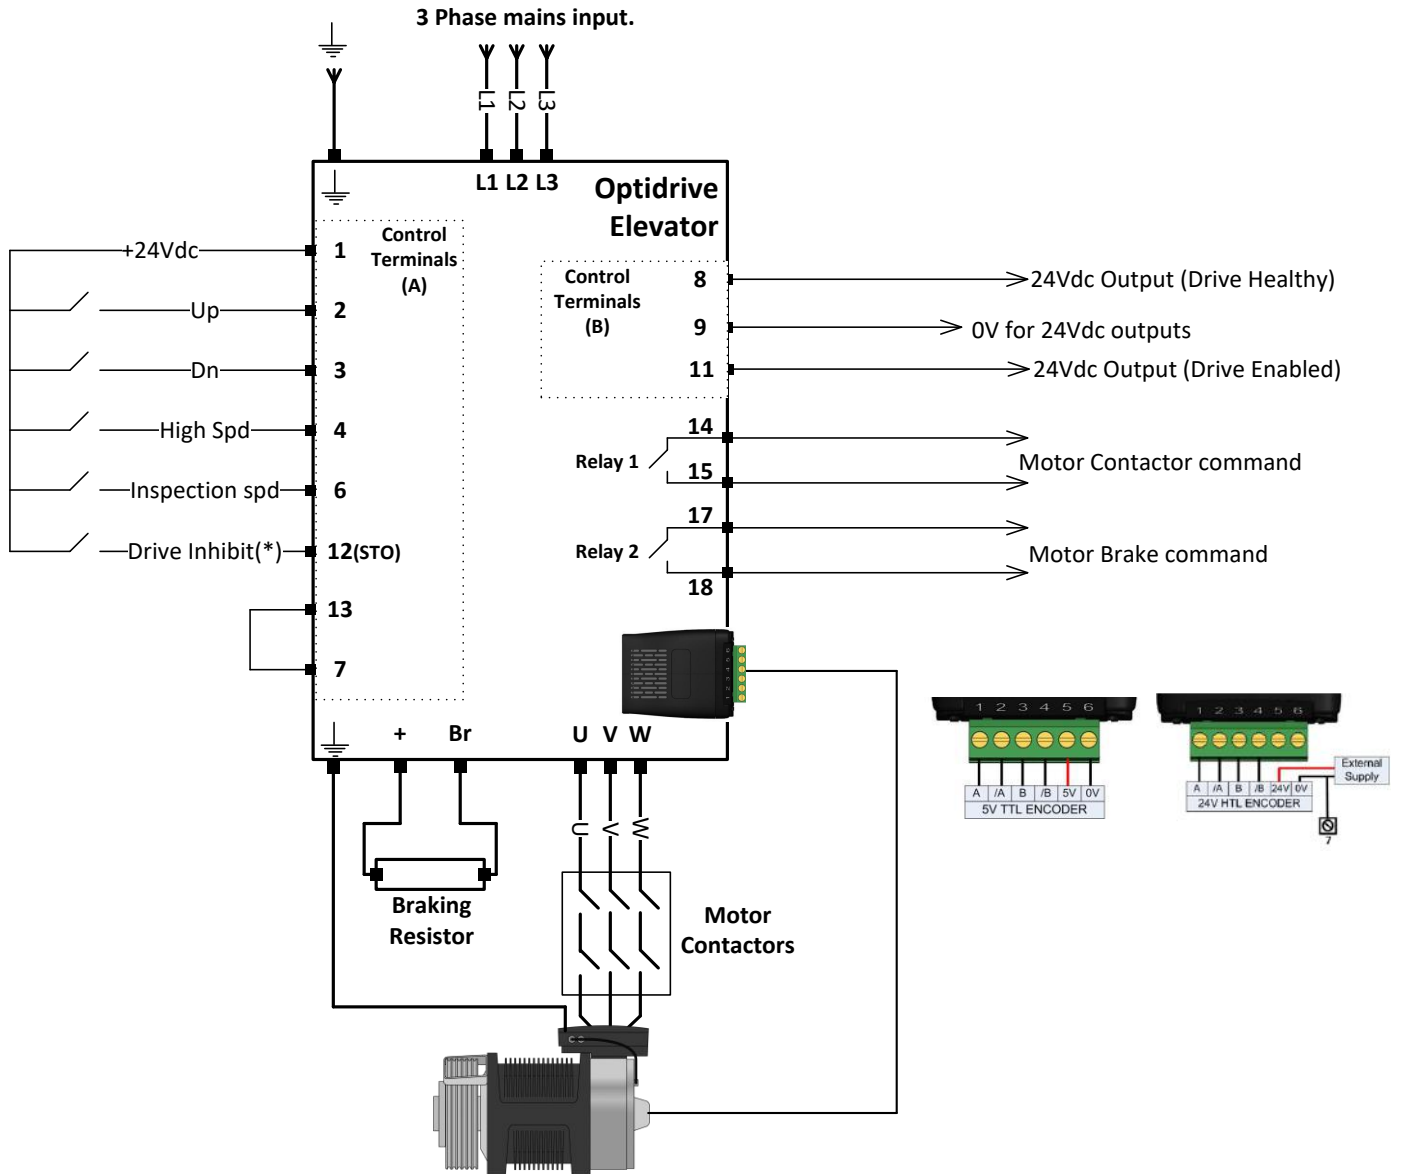 3 Phase mains input.
L1
L2
L3
L1 L2 L3
Optidrive
Elevator
Control
Terminals
(A)
+24Vdc
1
Up
2
Dn
3
High Spd
4
Inspection spd
6
Drive Inhibit(*)
12(STO)
13
7
Control
Terminals
(B)
8
24Vdc Output (Drive Healthy)
9
0V for 24Vdc outputs
11
24Vdc Output (Drive Enabled)
14
Relay 1
15
Motor Contactor command
17
Relay 2
18
Motor Brake command
+
Br
U V W
U
V
W
Braking
Resistor
Motor
Contactors
1 2 3 4 5 6
A /A B /B 5V 0V
5V TTL ENCODER
1 2 3 4 5 6
A /A B /B 24V 0V
24V HTL ENCODER
External
Supply
7